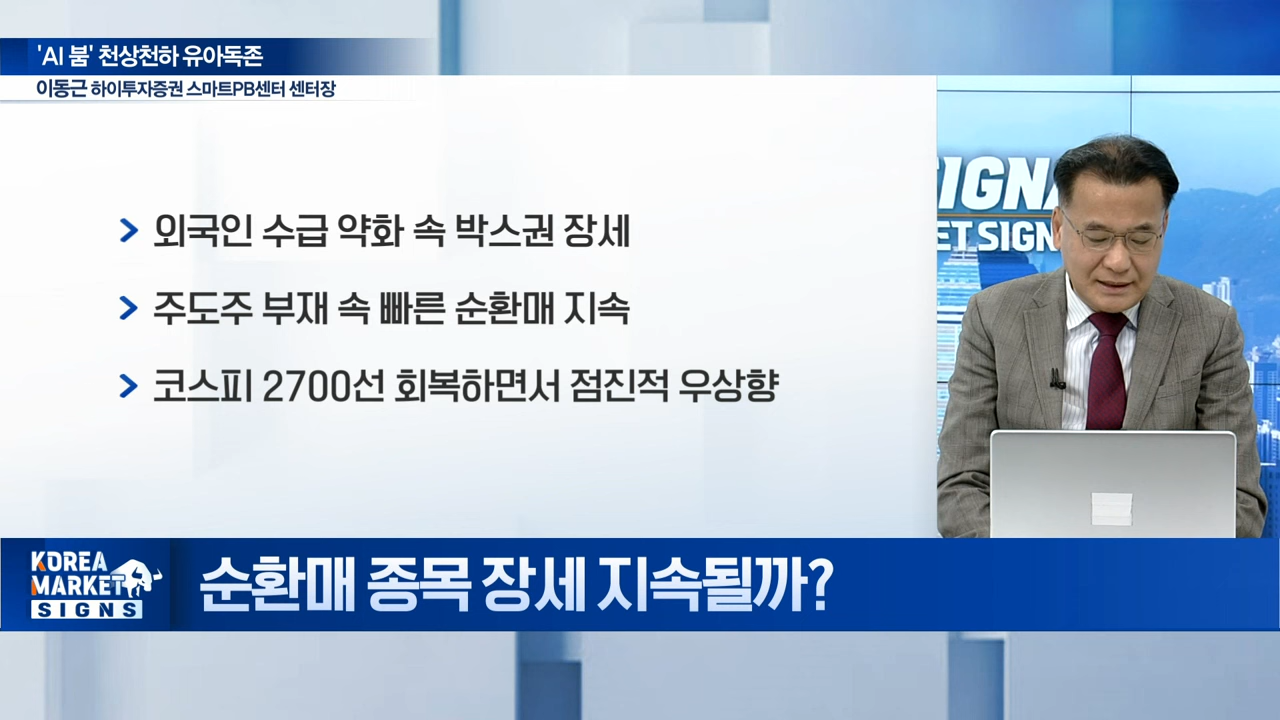 'AI 붐' 천상천하 유아독존
이동근 하이투자증권 스마트PB센터 센터장
외국인 수급 약화 속 박스권 장세
주도주 부재 속 빠른 순환매 지속
코스피 2700선 회복하면서 점진적 우상향
KOREA
MARKET
SIGNS
순환매 종목 장세 지속될까?